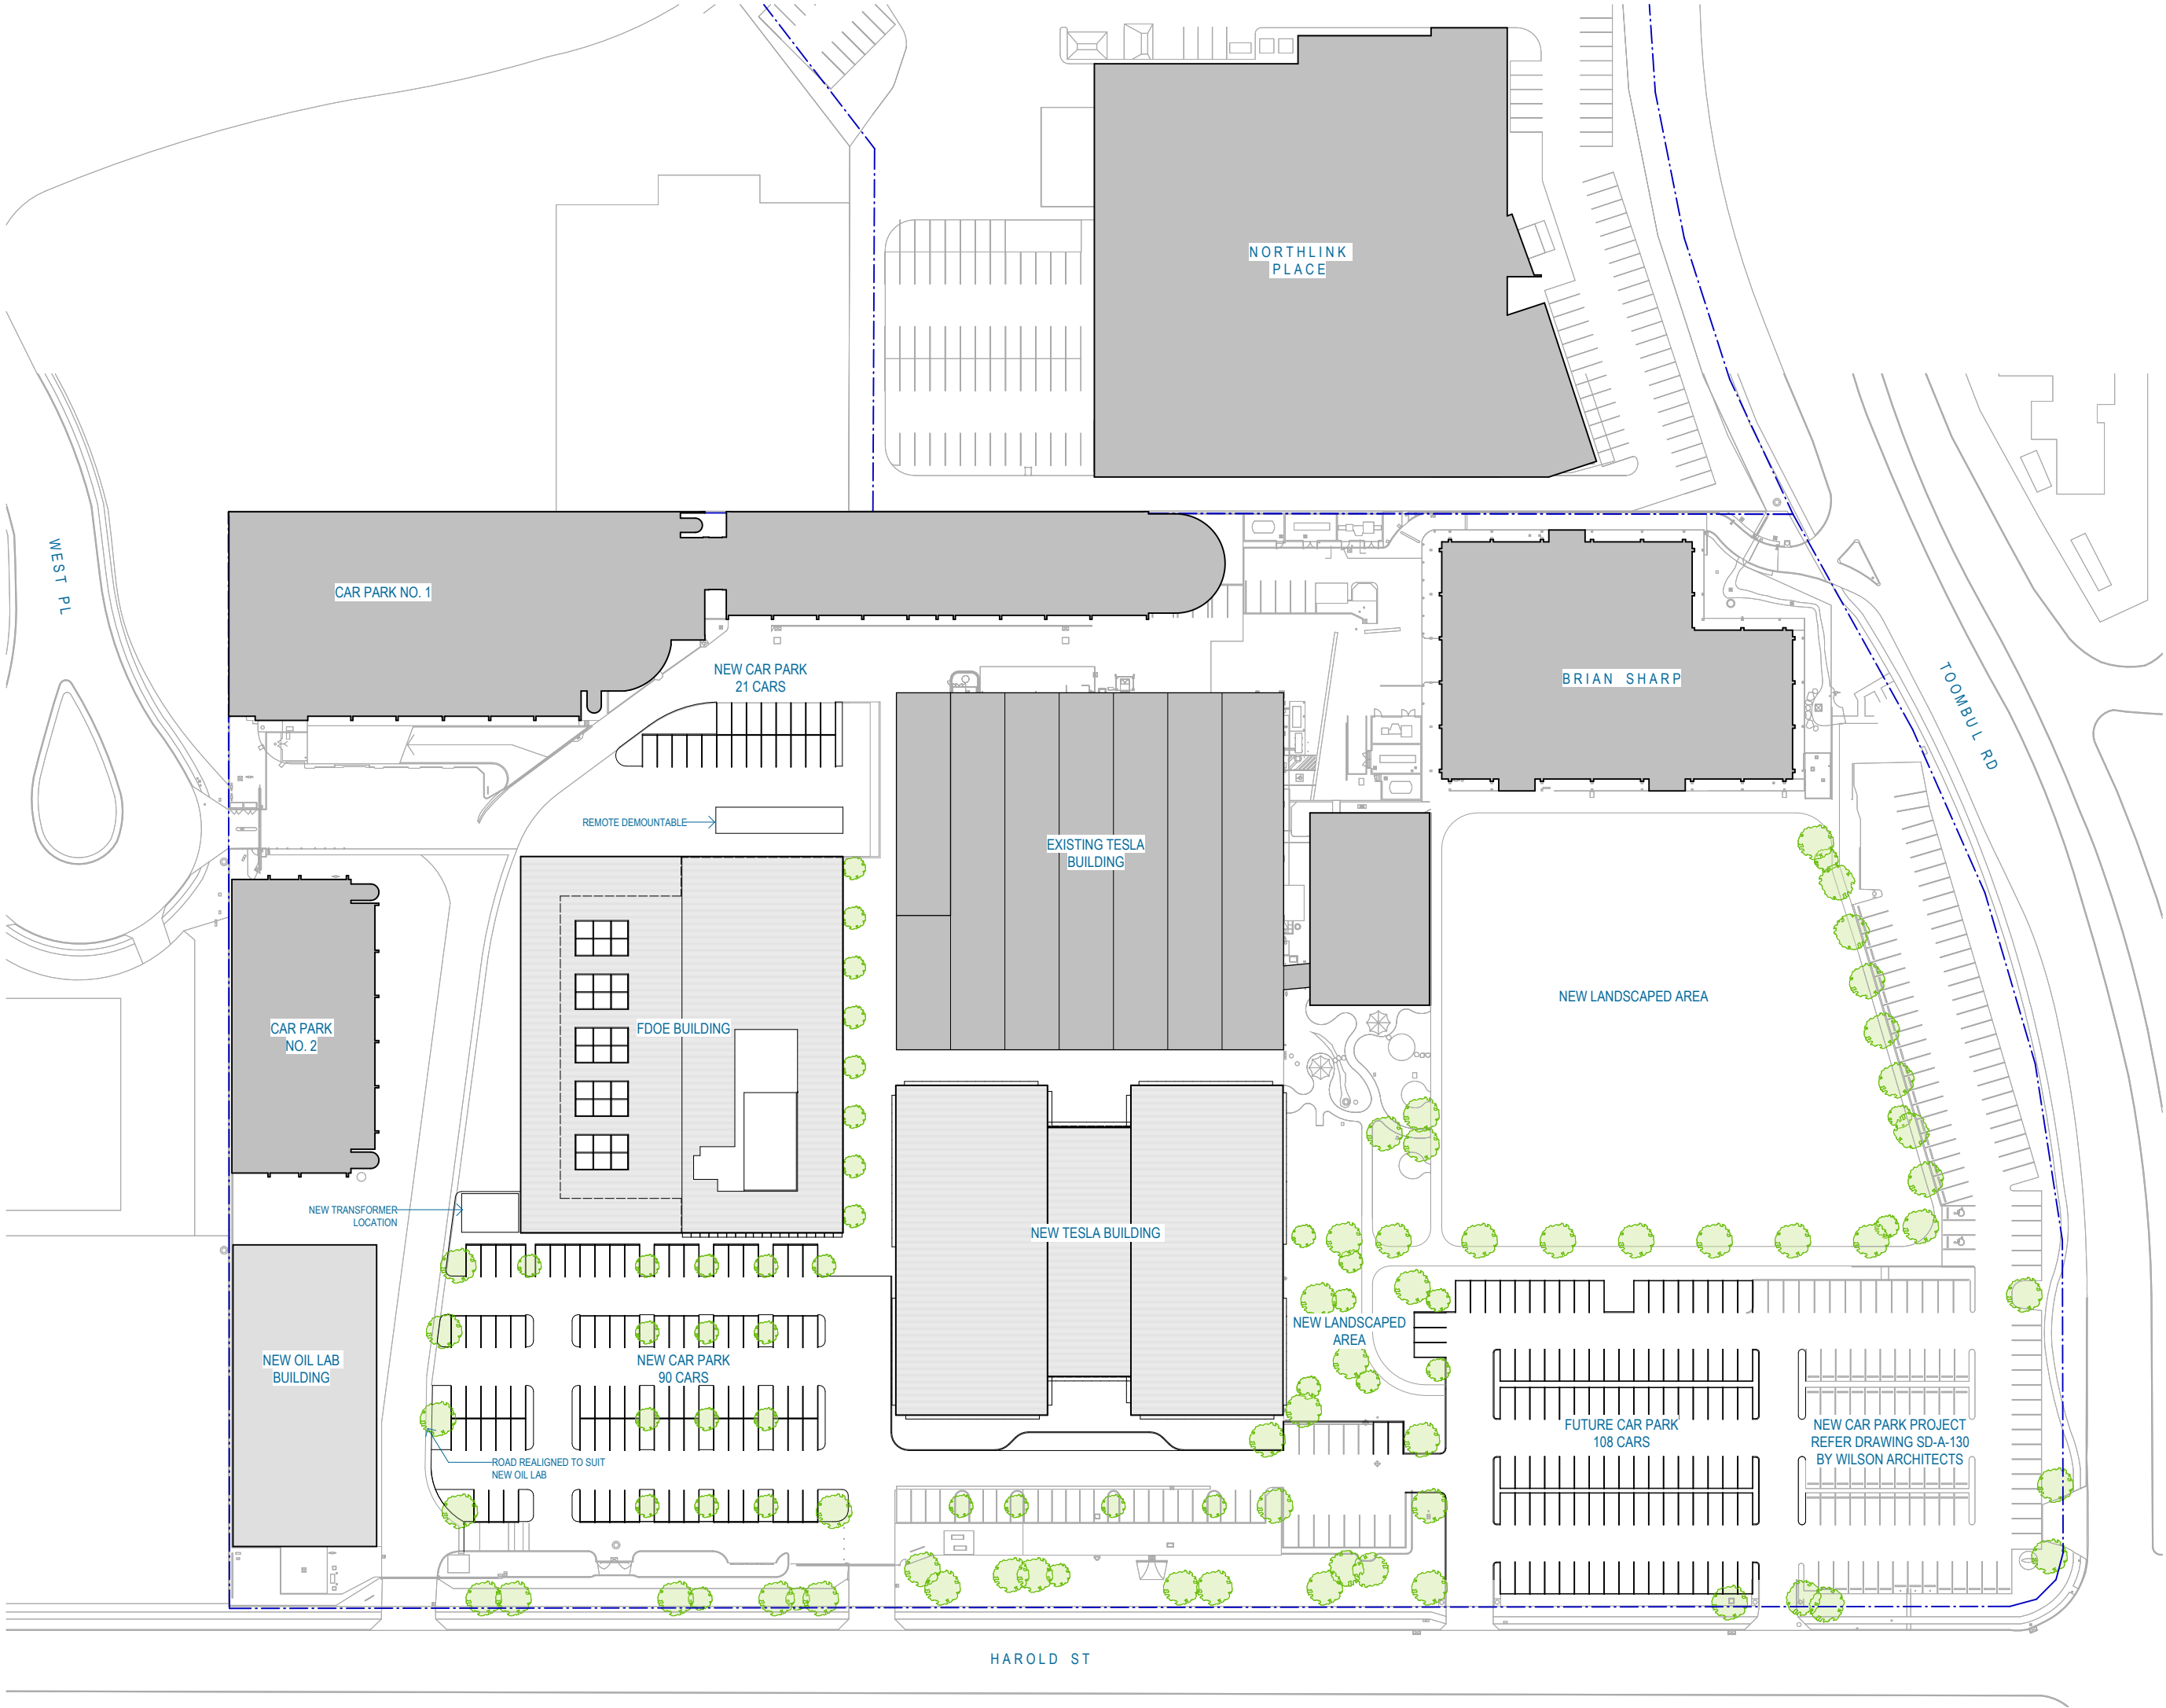 NORTHLINK
PLACE
WEST PL
CAR PARK NO. 1
NEW CAR PARK
21 CARS
BRIAN SHARP
TOOMBUL RD
REMOTE DEMOUNTABLE
EXISTING TESLA
BUILDING
NEW LANDSCAPED AREA
CAR PARK
NO. 2
FDOE BUILDING
NEW TRANSFORMER
LOCATION
NEW TESLA BUILDING
NEW LANDSCAPED
AREA
NEW OIL LAB
BUILDING
NEW CAR PARK
90 CARS
FUTURE CAR PARK
108 CARS
NEW CAR PARK PROJECT
REFER DRAWING SD-A-130
BY WILSON ARCHITECTS
ROAD REALIGNED TO SUIT
NEW OIL LAB
HAROLD ST